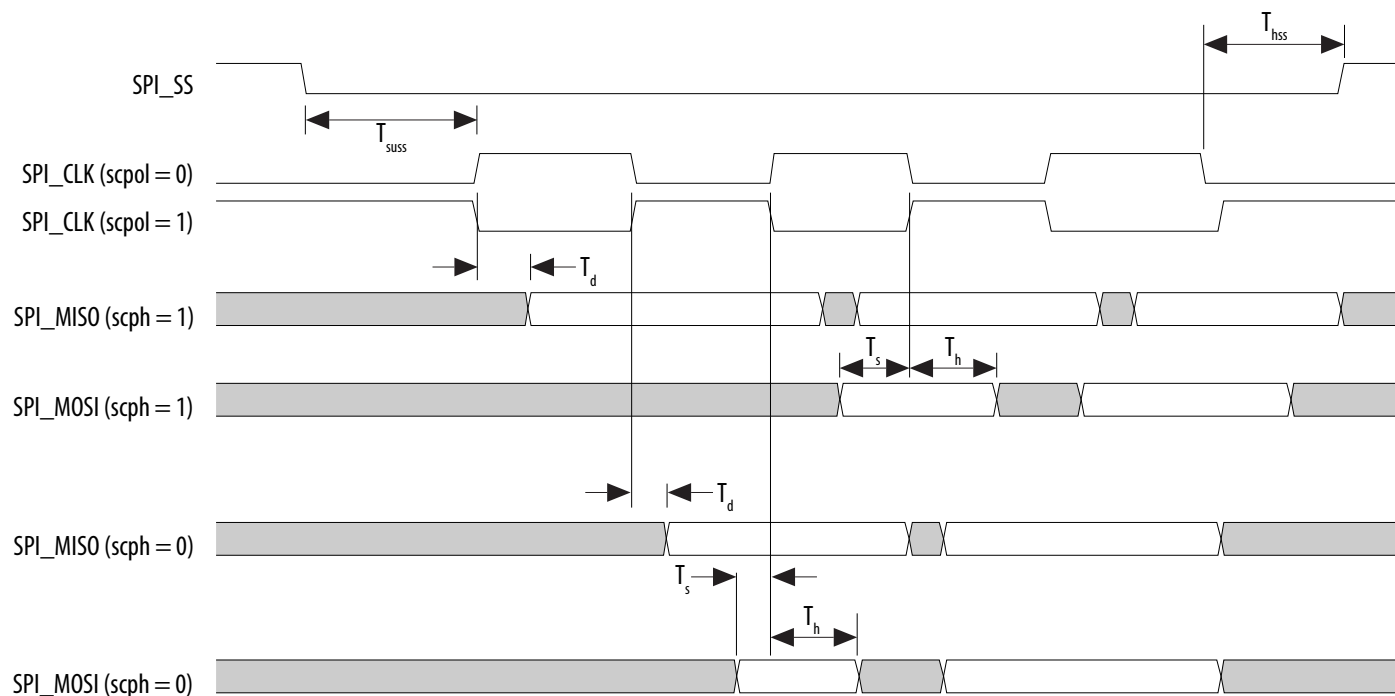 T_hss
SPI_SS
T_suss
SPI_CLK (scpol = 0)
SPI_CLK (scpol = 1)
T_d
SPI_MISO (scph = 1)
T_s T_h
SPI_MOSI (scph = 1)
T_d
SPI_MISO (scph = 0)
T_s
T_h
SPI_MOSI (scph = 0)